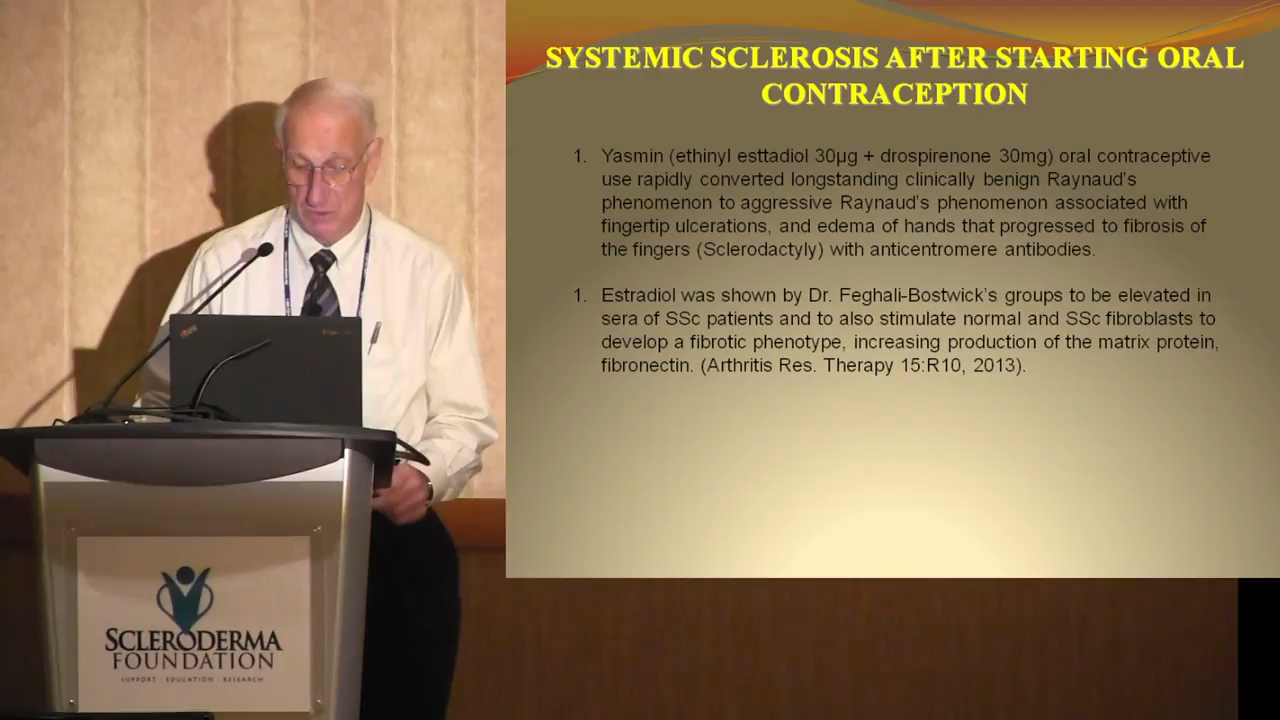 SYSTEMIC SCLEROSIS AFTER STARTING ORAL
CONTRACEPTION
1. Yasmin (ethinyl esttadiol 30µg + drospirenone 30mg) oral contraceptive
use rapidly converted longstanding clinically benign Raynaud's
phenomenon to aggressive Raynaud's phenomenon associated with
fingertip ulcerations, and edema of hands that progressed to fibrosis of
the fingers (Sclerodactyly) with anticentromere antibodies.
1. Estradiol was shown by Dr. Feghali-Bostwick's groups to be elevated in
sera of SSc patients and to also stimulate normal and SSc fibroblasts to
develop a fibrotic phenotype, increasing production of the matrix protein,
fibronectin. (Arthritis Res. Therapy 15:R10, 2013).
SCLERODERMA
FOUNDATION
SUPPORT · EDUCATION · RESEARCH